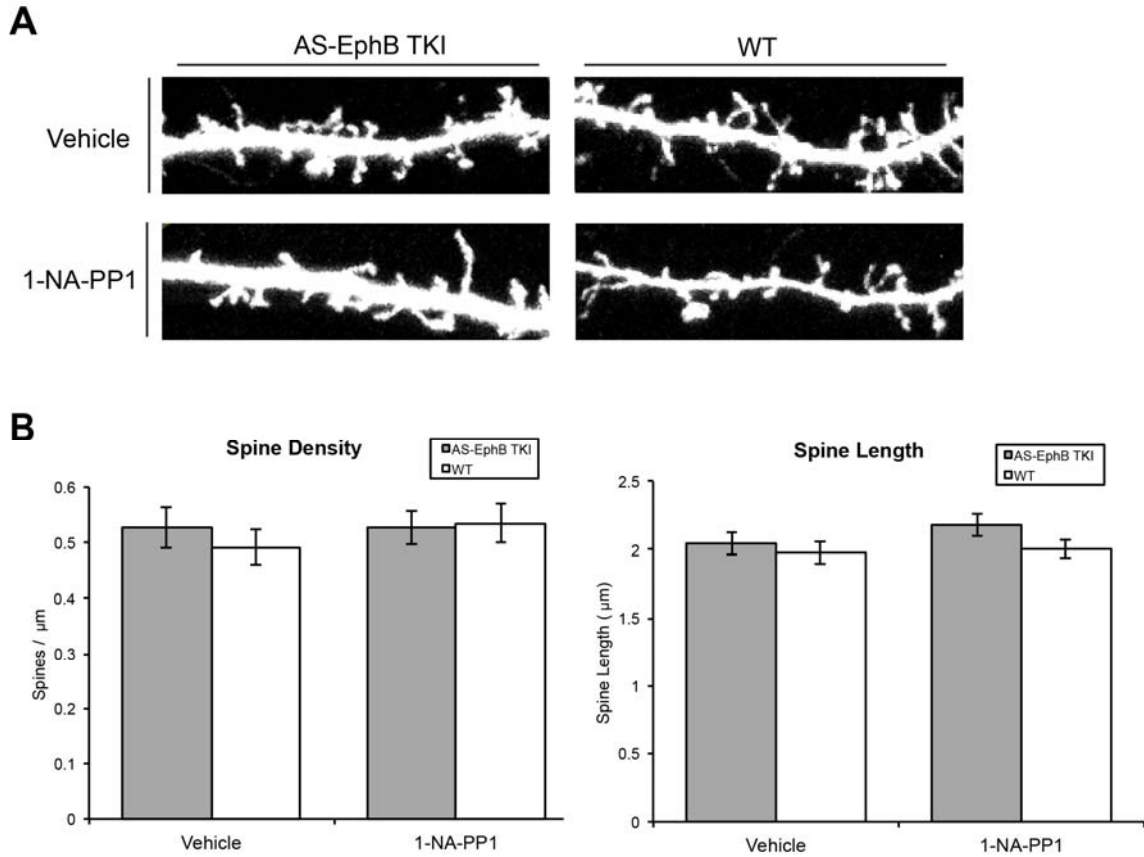 A
AS-EphB TKI
WT
Vehicle
1-NA-PP1
B
Spine Density
AS-EphB TKI
WT
Spines / µm
0.6
0.5
0.4
0.3
0.2
0.1
0
Vehicle
1-NA-PP1
Spine Length
AS-EphB TKI
WT
Spine Length ( µm)
2.5
2
1.5
1
0.5
0
Vehicle
1-NA-PP1